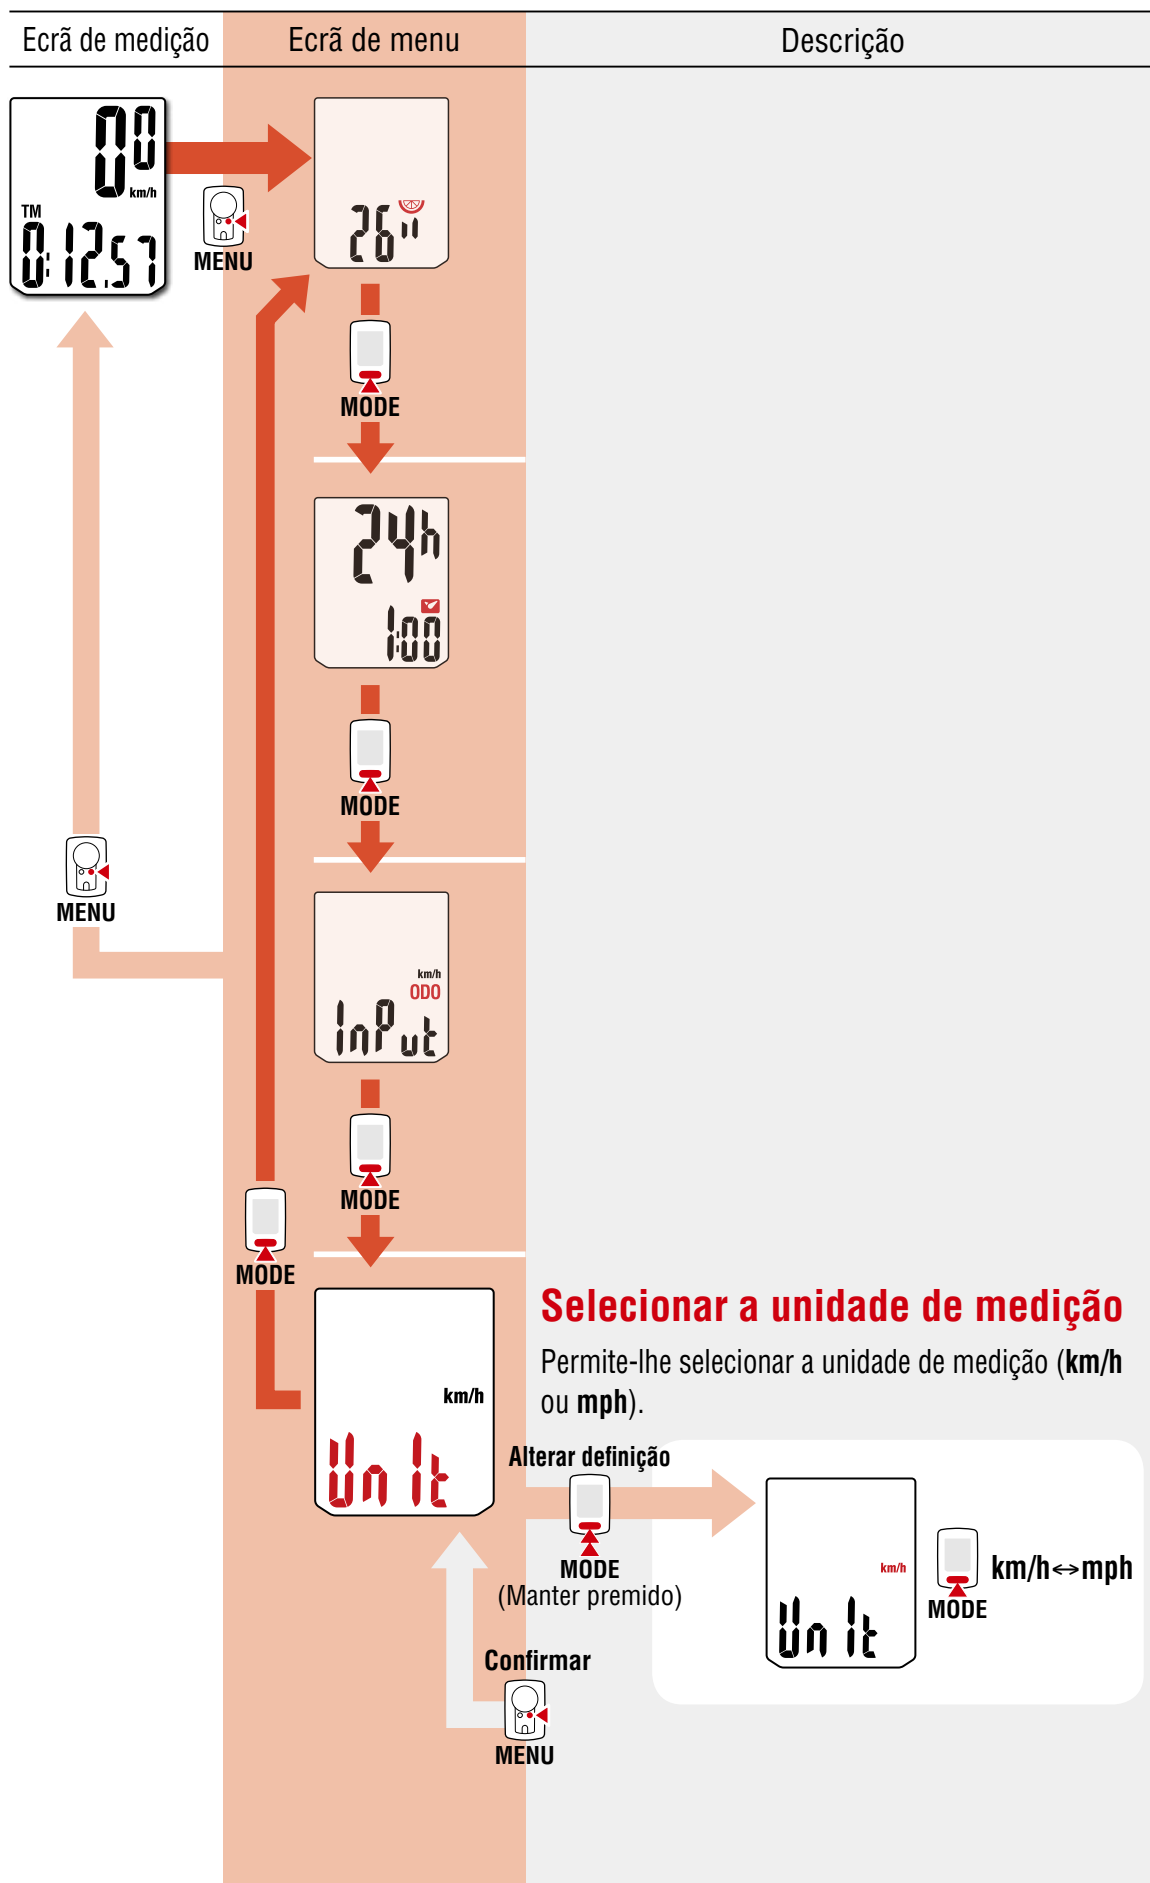 Ecrã de medição
Ecrã de menu
Descrição
00
km/h
TM
0:12.57
MENU
26"
MODE
24h
1:00
MODE
MENU
km/h
ODO
InPut
MODE
MODE
Selecionar a unidade de medição
Permite-lhe selecionar a unidade de medição (km/h
ou mph).
km/h
UnIt
Alterar definição
MODE
(Manter premido)
km/h
UnIt
MODE
km/h↔mph
Confirmar
MENU